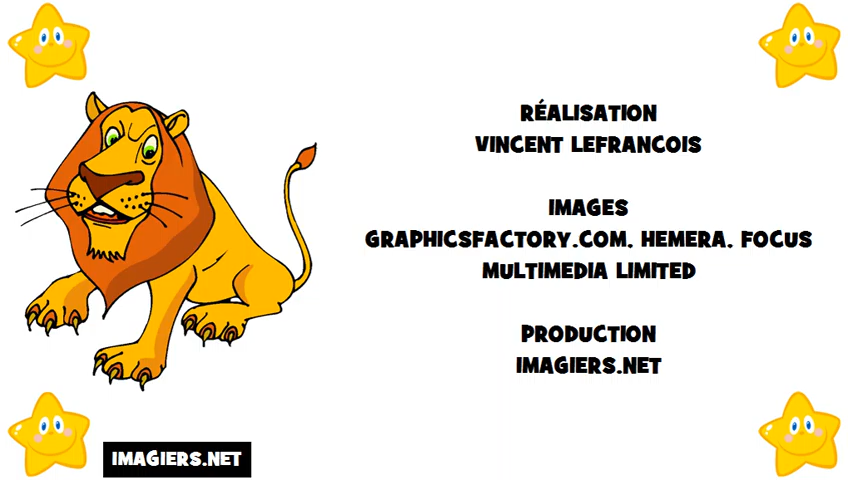 RÉALISATION
VINCENT LEFRANCOIS
IMAGES
GRAPHICSFACTORY.COM, HEMERA, FOCUS
MULTIMEDIA LIMITED
PRODUCTION
IMAGIERS.NET
IMAGIERS.NET